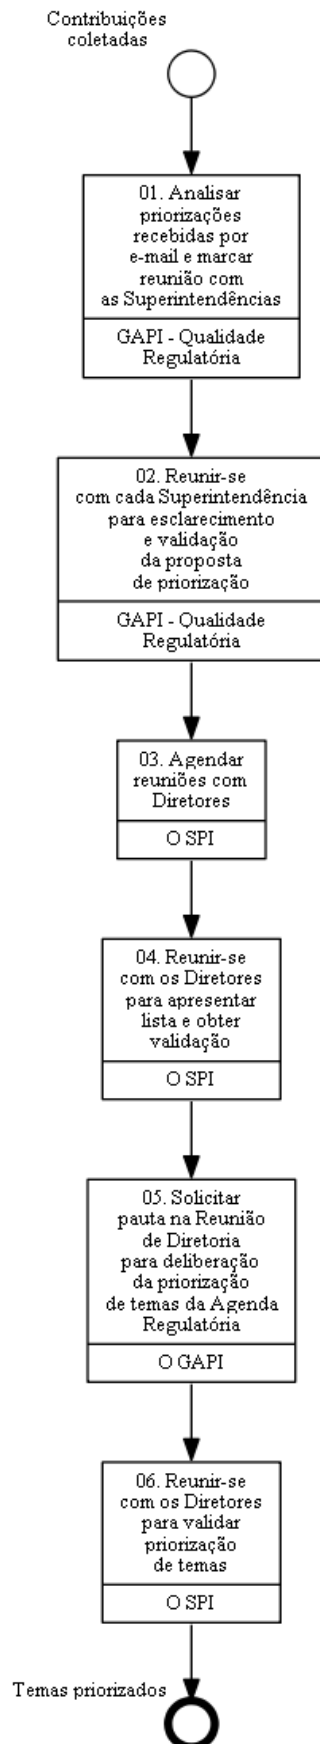 Contribuições
coletadas
01. Analisar
priorizações
recebidas por
e-mail e marcar
reunião com
as Superintendências
GAPI - Qualidade
Regulatória
02. Reunir-se
com cada Superintendência
para esclarecimento
e validação
da proposta
de priorização
GAPI - Qualidade
Regulatória
03. Agendar
reuniões com
Diretores
O SPI
04. Reunir-se
com os Diretores
para apresentar
lista e obter
validação
O SPI
05. Solicitar
pauta na Reunião
de Diretoria
para deliberação
da priorização
de temas da Agenda
Regulatória
O GAPI
06. Reunir-se
com os Diretores
para validar
priorização
de temas
O SPI
Temas priorizados